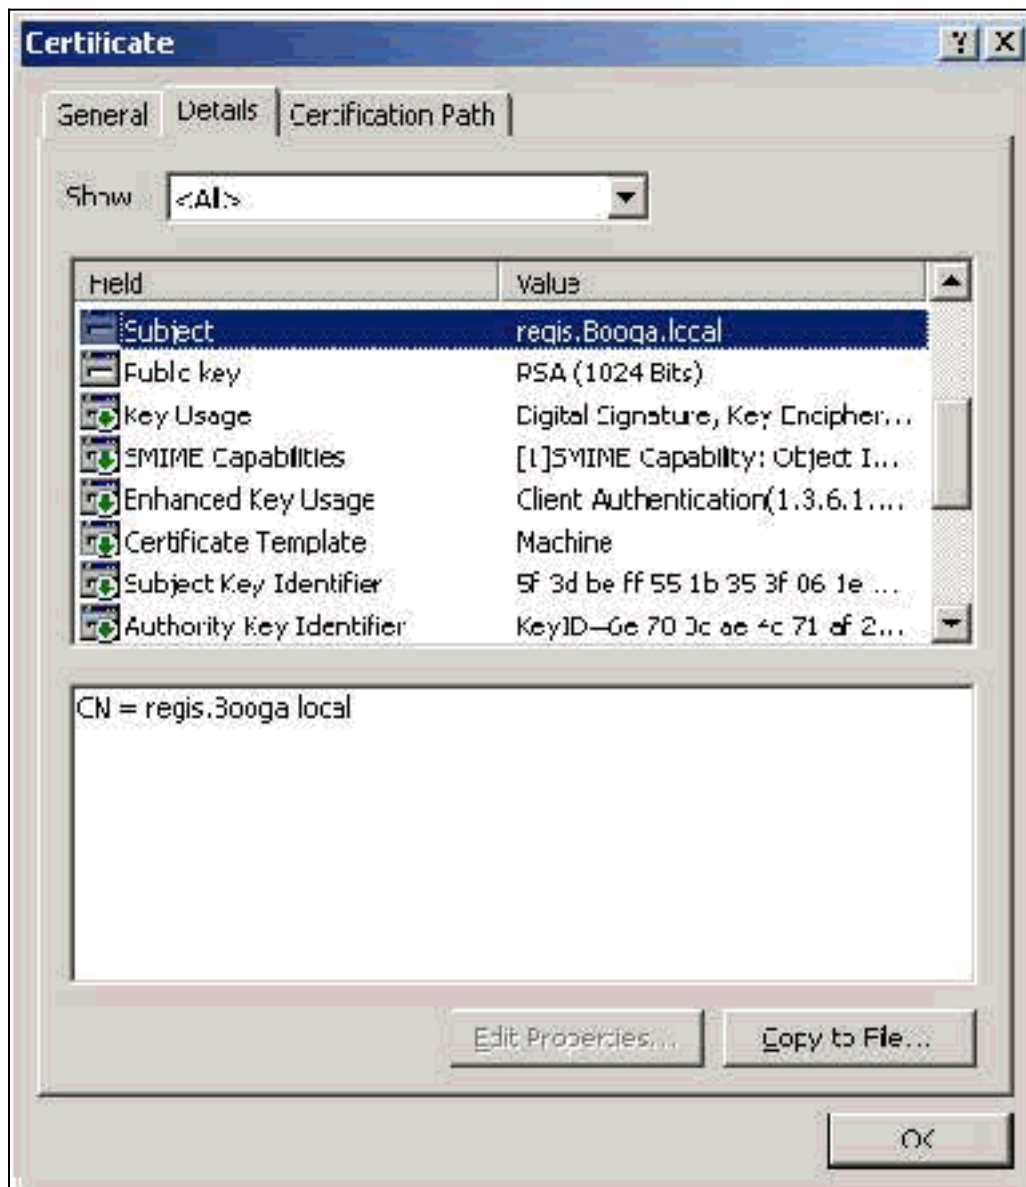 Certificate
General Details Certification Path
Show <All>
Field Value
Subject regis.Booga.local
Public key RSA (1024 Bits)
Key Usage Digital Signature, Key Encipher...
SMIME Capabilities [1]SMIME Capability: Object I...
Enhanced Key Usage Client Authentication(1.3.6.1....
Certificate Template Machine
Subject Key Identifier 9f 3d be ff 55 1b 35 3f 06 1e ...
Authority Key Identifier
CN = regis.Booga.local
Edit Properties... Copy to File...
OK